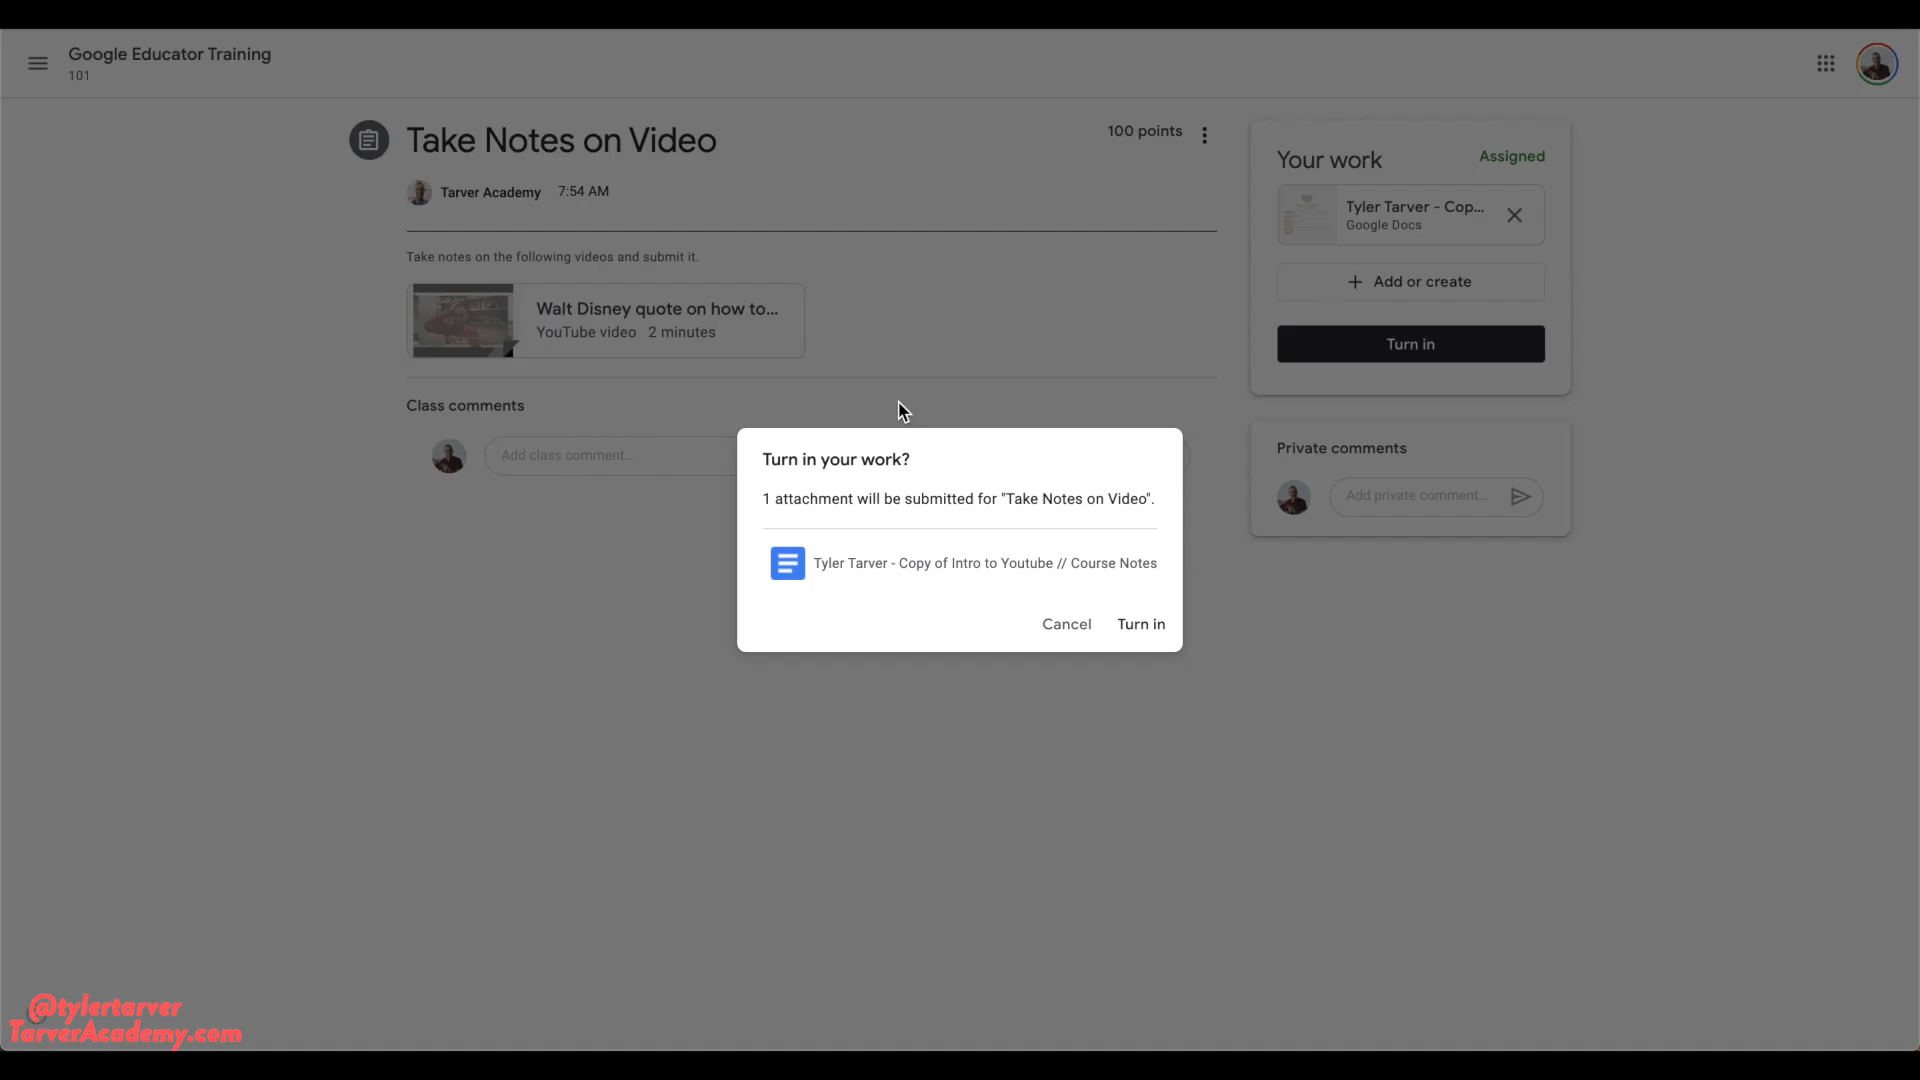 Google Educator Training
101
Take Notes on Video
100 points
Tarver Academy 7:54 AM
Take notes on the following videos and submit it.
Walt Disney quote on how to...
YouTube video 2 minutes
Class comments
Add class comment...
Your work
Assigned
Tyler Tarver - Cop...
Google Docs
+ Add or create
Turn in
Private comments
Add private comment...
Turn in your work?
1 attachment will be submitted for "Take Notes on Video".
Tyler Tarver - Copy of Intro to Youtube // Course Notes
Cancel Turn in
@tylertarver
TarverAcademy.com